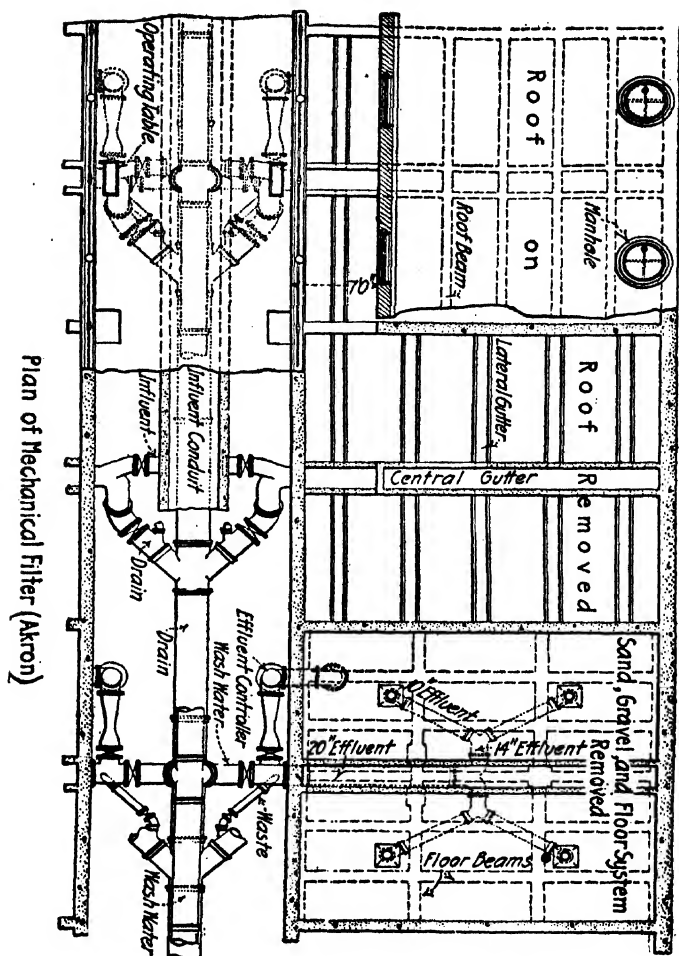 Roof on
Manhole
Roof Beam
Operating Table
76"
Roof Removed
Lateral Gutter
Central Gutter
Influent Conduit
Influent
Drain
Drain
Sand, Gravel, and Floor System
Removed
10" Effluent
14" Effluent
20" Effluent
Floor Beams
Effluent Controller
Wash Water
Waste
Wash Water
Plan of Mechanical Filter (Akron)